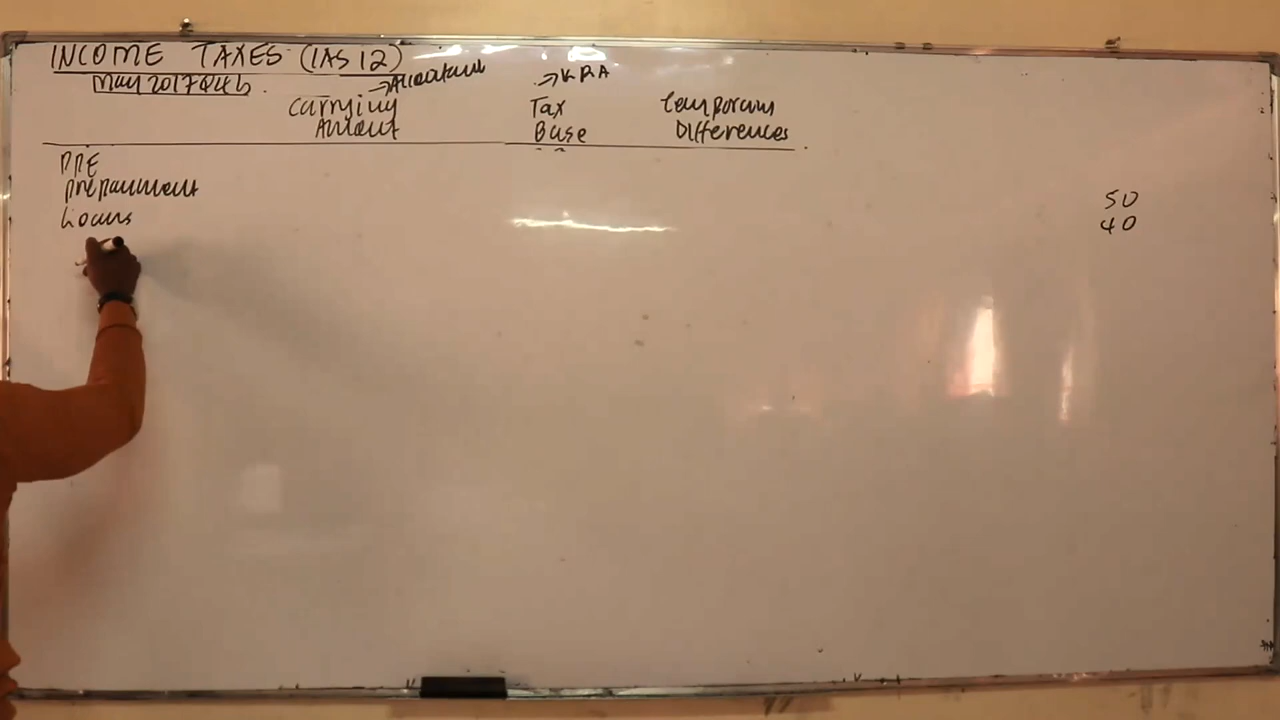 INCOME TAXES (IAS 12)
May 2017 Q4b
→KRA
Carrying Amount
Tax Base
Temporary Differences
PPE
Prepayment
50
Loans
40